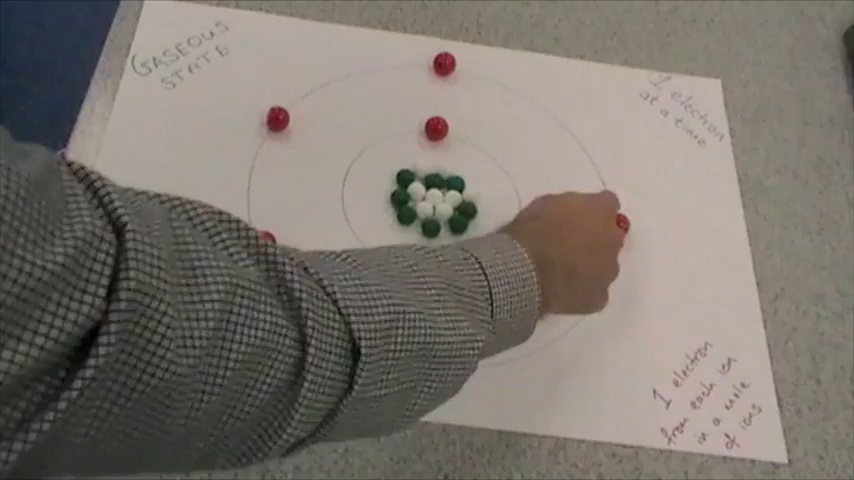 GASEOUS
STATE
1 electron
at a time
1 electron
from each ion
in a mole
of ions